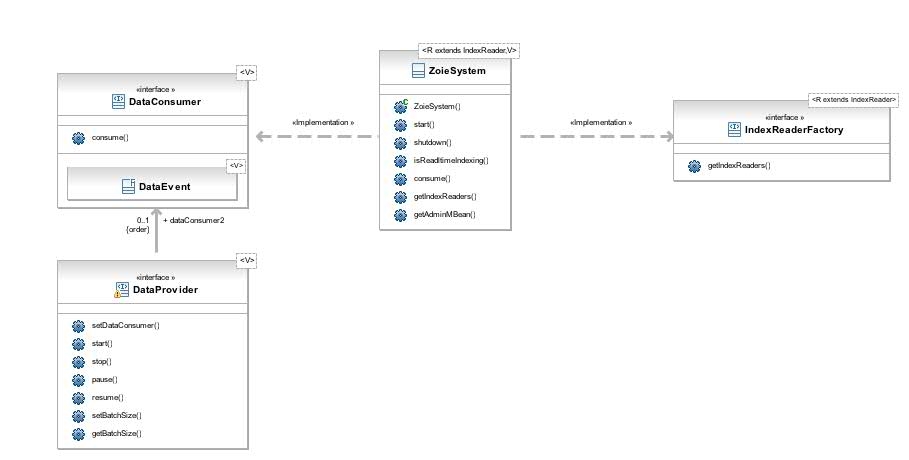 <V>
«interface »
DataConsumer
consume()
<V>
DataEvent
0..1
{order}
+ dataConsumer2
<V>
«interface »
DataProvider
setDataConsumer()
start()
stop()
pause()
resume()
setBatchSize()
getBatchSize()
«Implementation »
<R extends IndexReader,V>
ZoieSystem
ZoieSystem()
start()
shutdown()
isReadltimeIndexing()
consume()
getIndexReaders()
getAdminMBean()
«Implementation »
<R extends IndexReader>
«interface »
IndexReaderFactory
getIndexReaders()